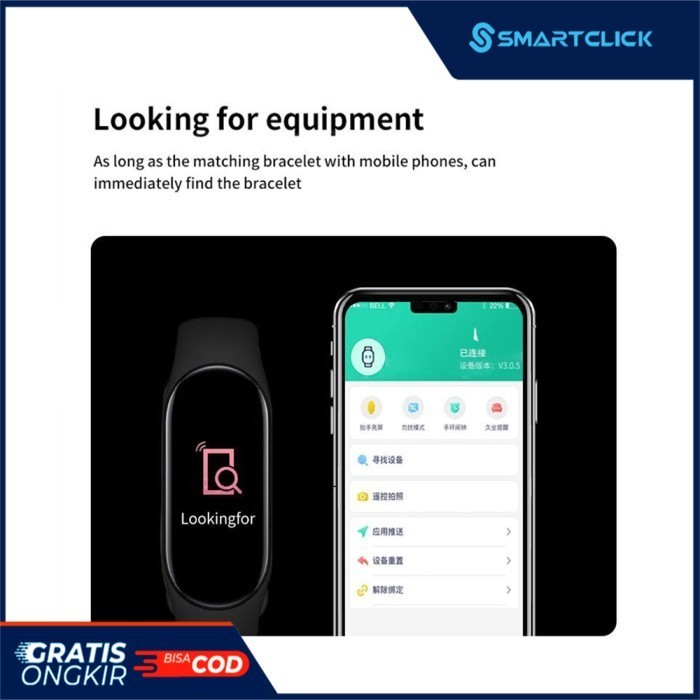 SMARTCLICK
Looking for equipment
As long as the matching bracelet with mobile phones, can
immediately find the bracelet
BELL 22%
已连接
设备版本：V3.0.5
抬手亮屏 勿扰模式 手环闹钟 久坐提醒
寻找设备
遥控拍照
应用推送
设备重置
解除绑定
Lookingfor
GRATIS
ONGKIR
BISA COD